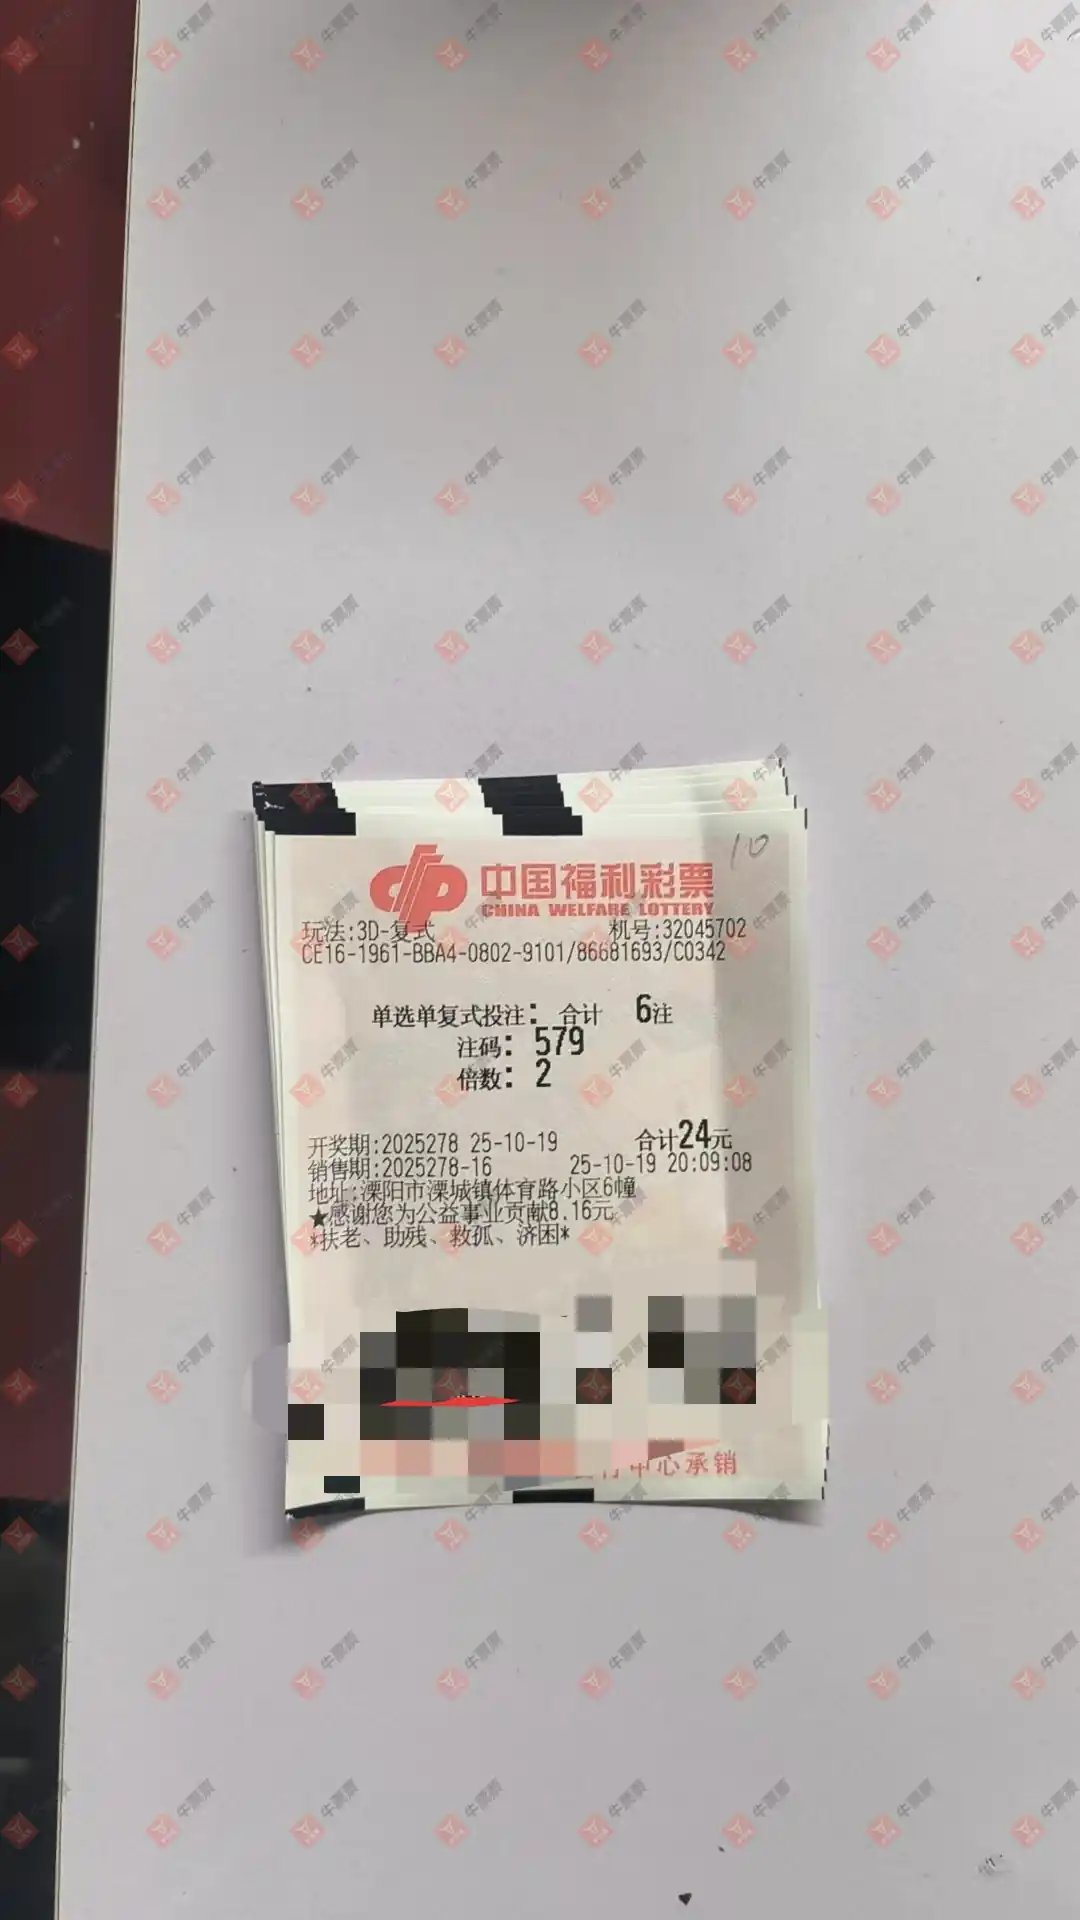 10
中国福利彩票
CHINA WELFARE LOTTERY
玩法:3D-复式 机号:32045702
CE16-1961-BBA4-0802-9101/86681693/C0342
单选单复式投注: 合计 6注
注码: 579
倍数: 2
开奖期:2025278 25-10-19 合计24元
销售期:2025278-16 25-10-19 20:09:08
地址:溧阳市溧城镇体育路小区6幢
★感谢您为公益事业贡献8.16元
*扶老、助残、救孤、济困*
中心承销
牛票票